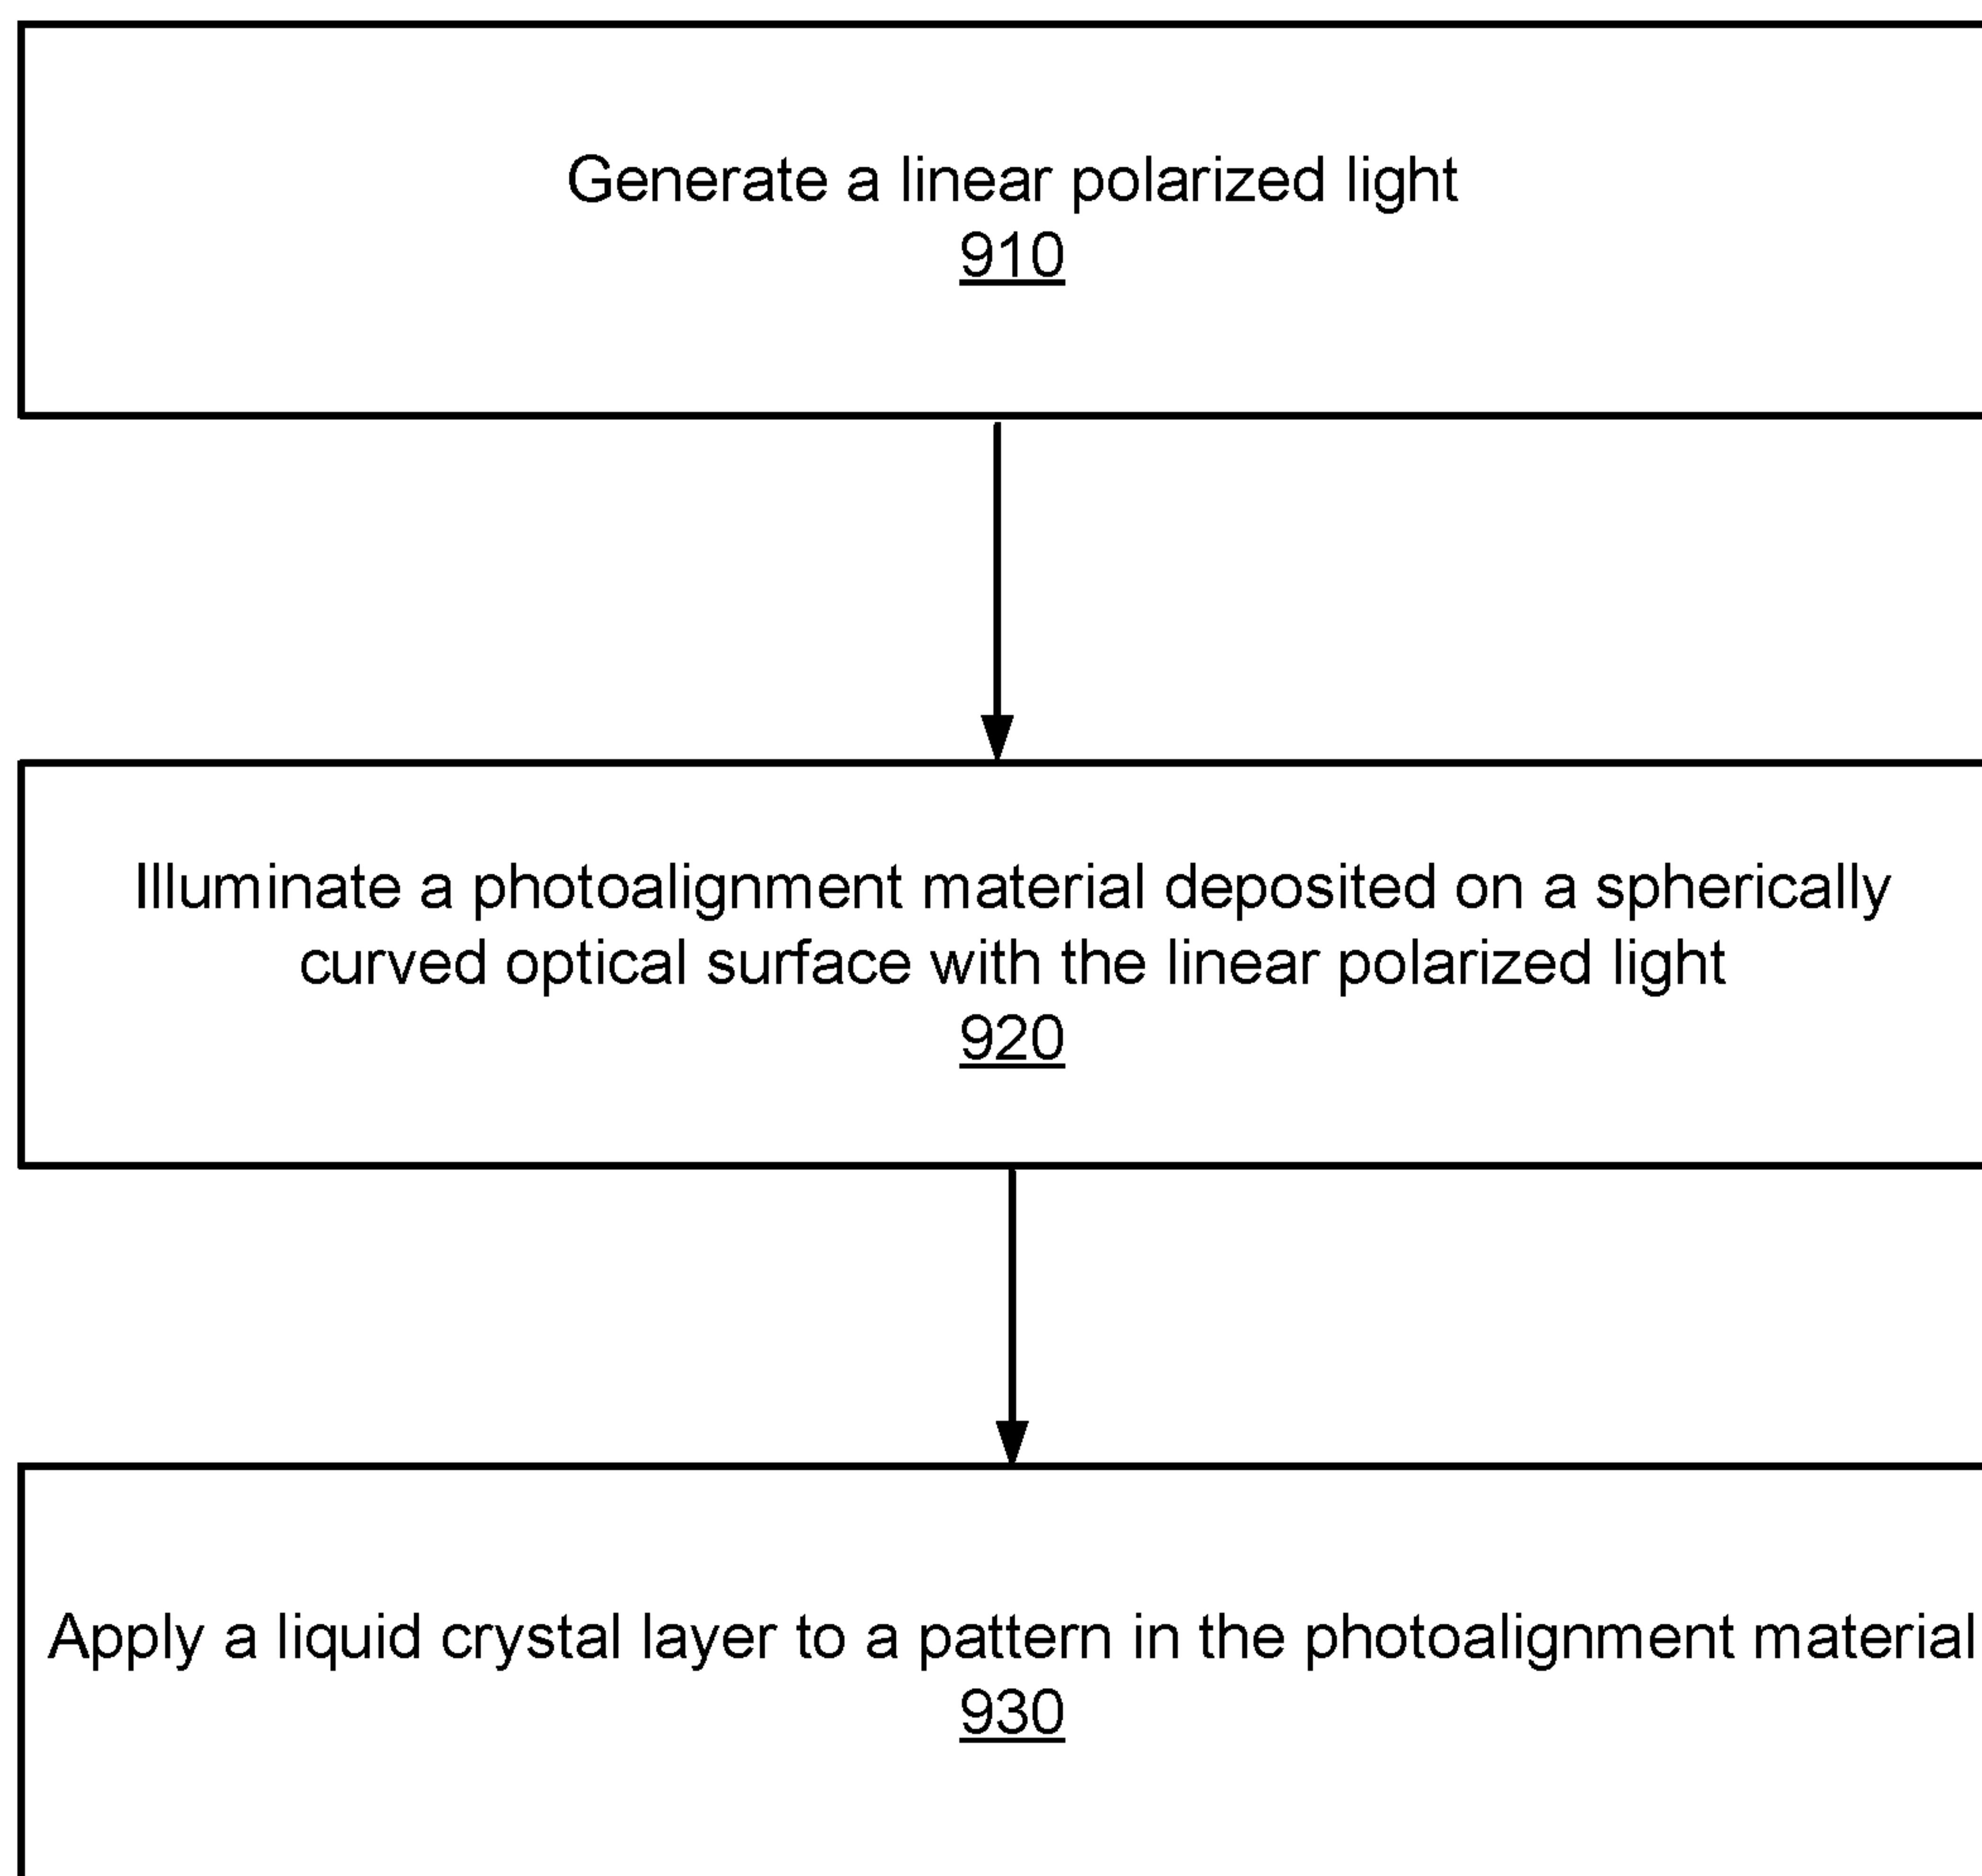 Generate a linear polarized light
910
Illuminate a photoalignment material deposited on a spherically
curved optical surface with the linear polarized light
920
Apply a liquid crystal layer to a pattern in the photoalignment material
930